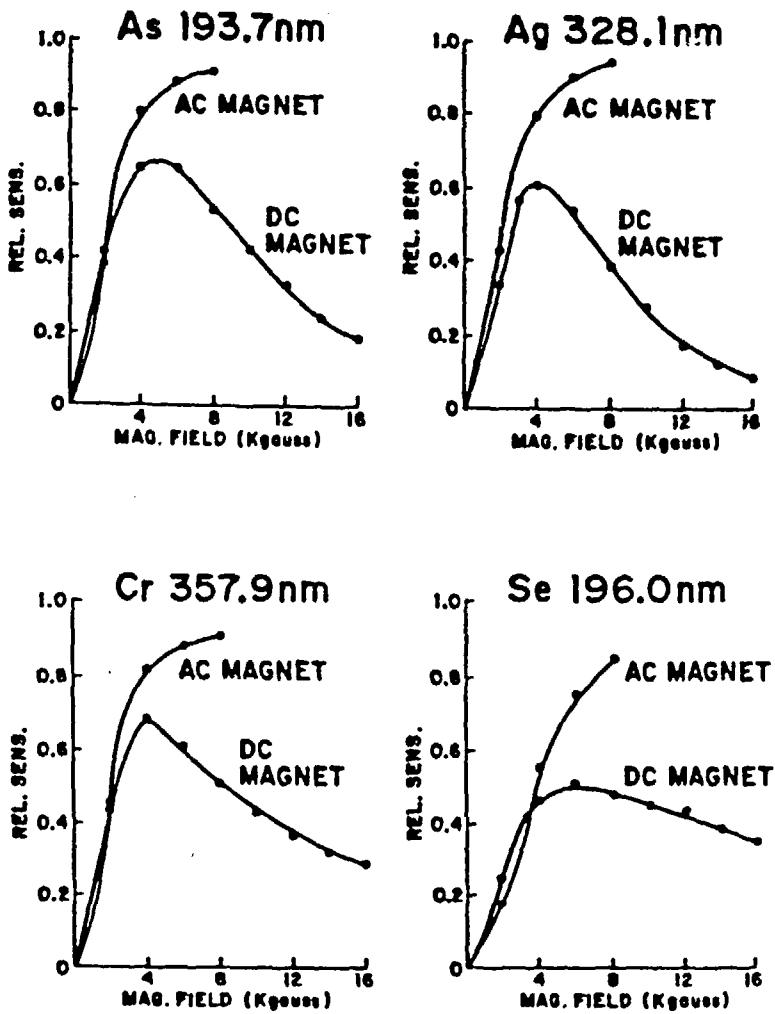 As 193.7nm
1.0
0.8
0.6
0.4
0.2
0
REL. SENS.
AC MAGNET
DC
MAGNET
4 8 12 16
MAG. FIELD (Kgauss)
Ag 328.1nm
1.0
0.8
0.6
0.4
0.2
0
REL. SENS.
AC MAGNET
DC
MAGNET
4 8 12 16
MAG. FIELD (Kgauss)
Cr 357.9nm
1.0
0.8
0.6
0.4
0.2
0
REL. SENS.
AC MAGNET
DC
MAGNET
4 8 12 16
MAG. FIELD (Kgauss)
Se 196.0nm
1.0
0.8
0.6
0.4
0.2
0
REL. SENS.
AC MAGNET
DC MAGNET
4 8 12 16
MAG. FIELD (Kgauss)